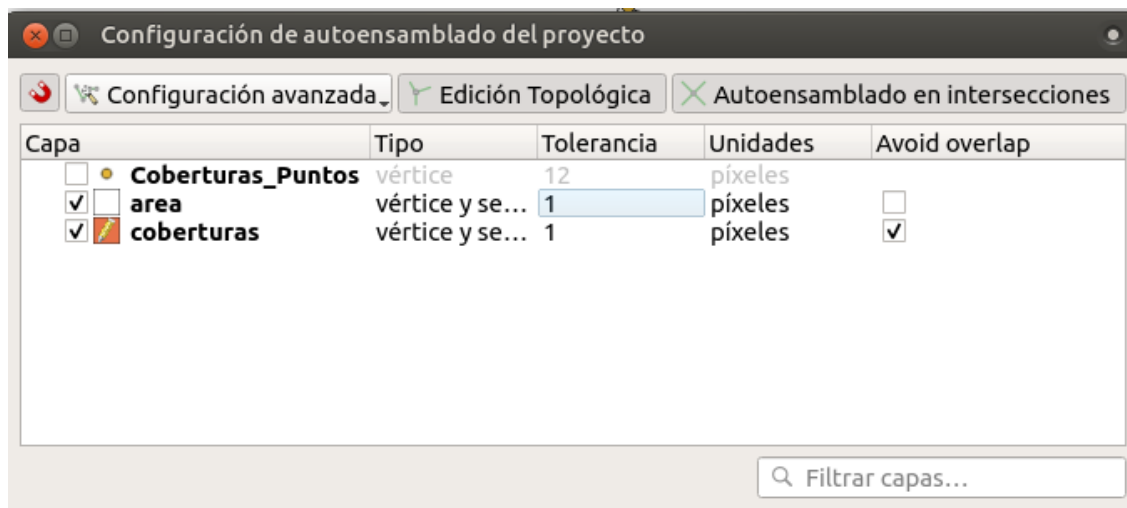 Configuración de autoensamblado del proyecto
Configuración avanzada Edición Topológica Autoensamblado en intersecciones
Capa Tipo Tolerancia Unidades Avoid overlap
Coberturas_Puntos vértice 12 píxeles
area vértice y se... 1 píxeles
coberturas vértice y se... 1 píxeles
Filtrar capas...